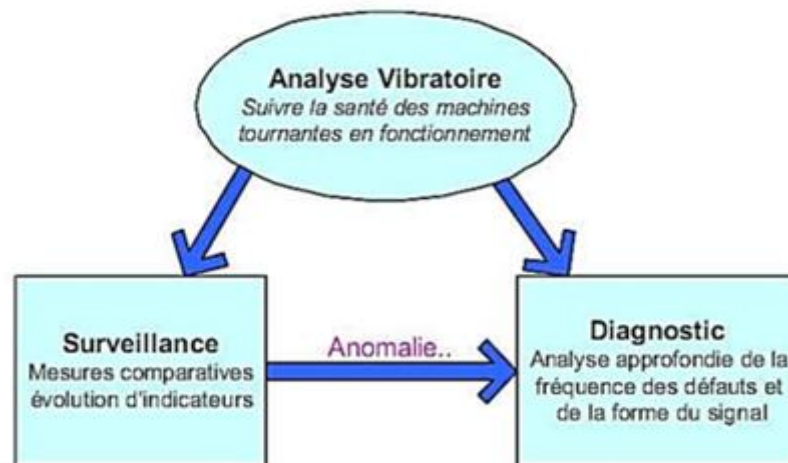 Analyse Vibratoire
Suivre la santé des machines
tournantes en fonctionnement
Surveillance
Mesures comparatives
évolution d'indicateurs
Anomalie..
Diagnostic
Analyse approfondie de la
fréquence des défauts et
de la forme du signal